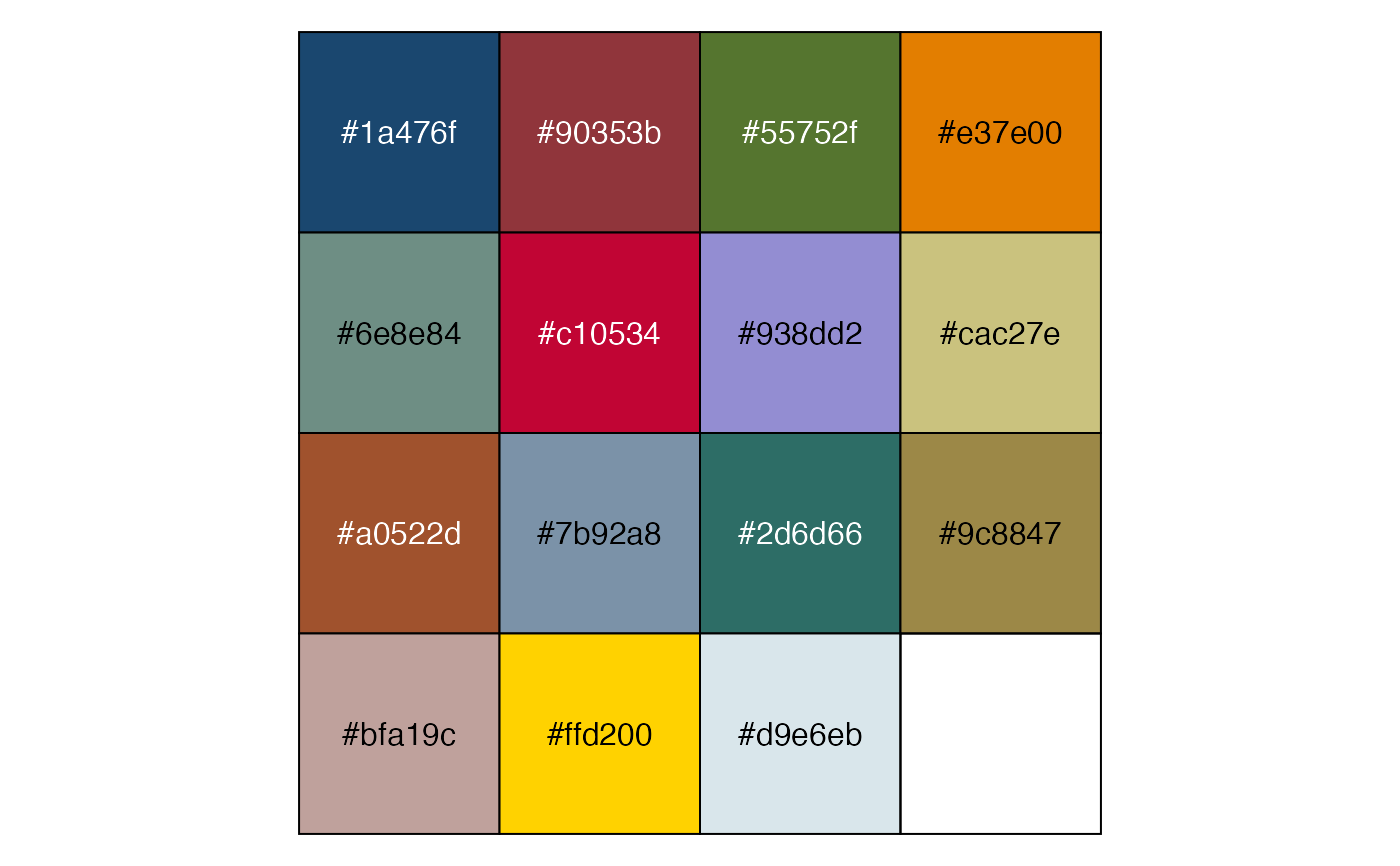 #1a476f #90353b #55752f #e37e00
#6e8e84 #c10534 #938dd2 #cac27e
#a0522d #7b92a8 #2d6d66 #9c8847
#bfa19c #ffd200 #d9e6eb